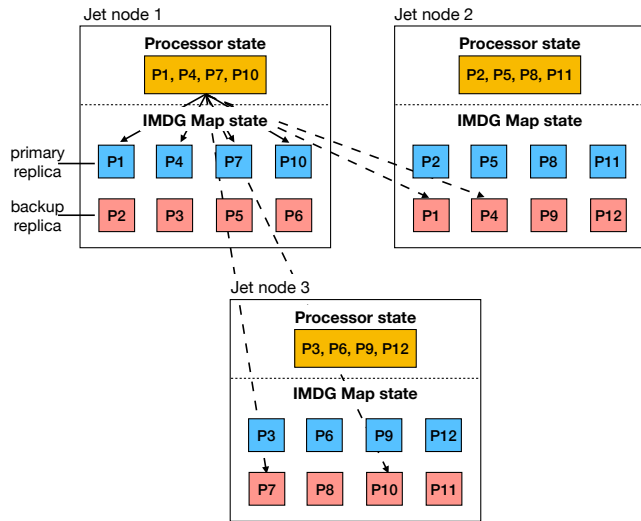 Jet node 1
Processor state
P1, P4, P7, P10
IMDG Map state
primary
replica
P1 P4 P7 P10
backup
replica
P2 P3 P5 P6
Jet node 2
Processor state
P2, P5, P8, P11
IMDG Map state
P2 P5 P8 P11
P1 P4 P9 P12
Jet node 3
Processor state
P3, P6, P9, P12
IMDG Map state
P3 P6 P9 P12
P7 P8 P10 P11